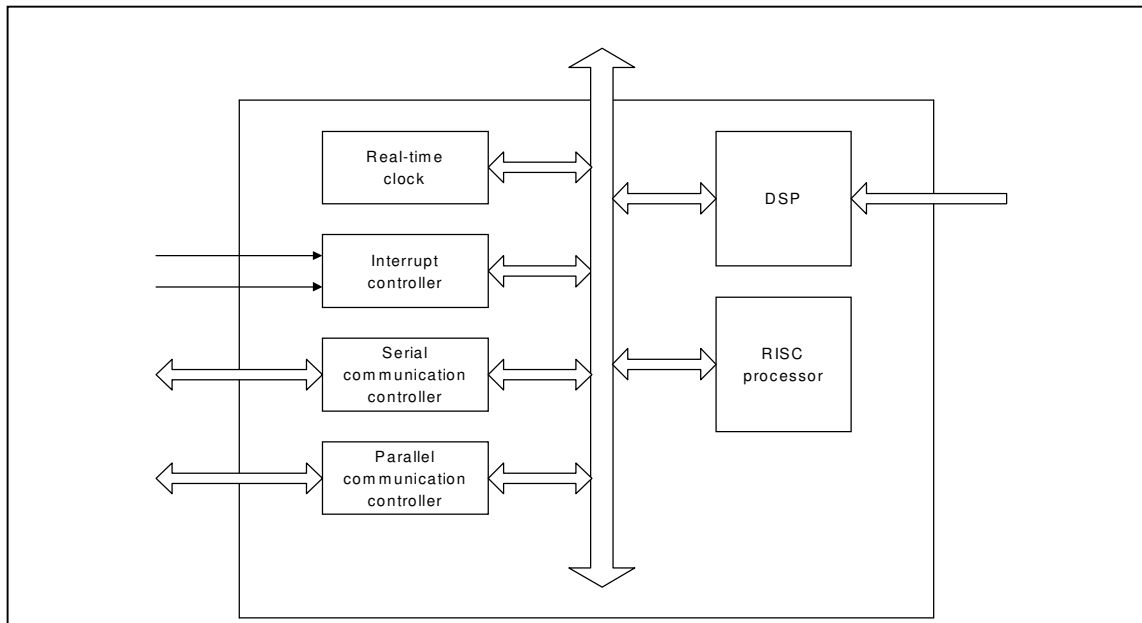 Real-time
clock
Interrupt
controller
Serial
communication
controller
Parallel
communication
controller
DSP
RISC
processor